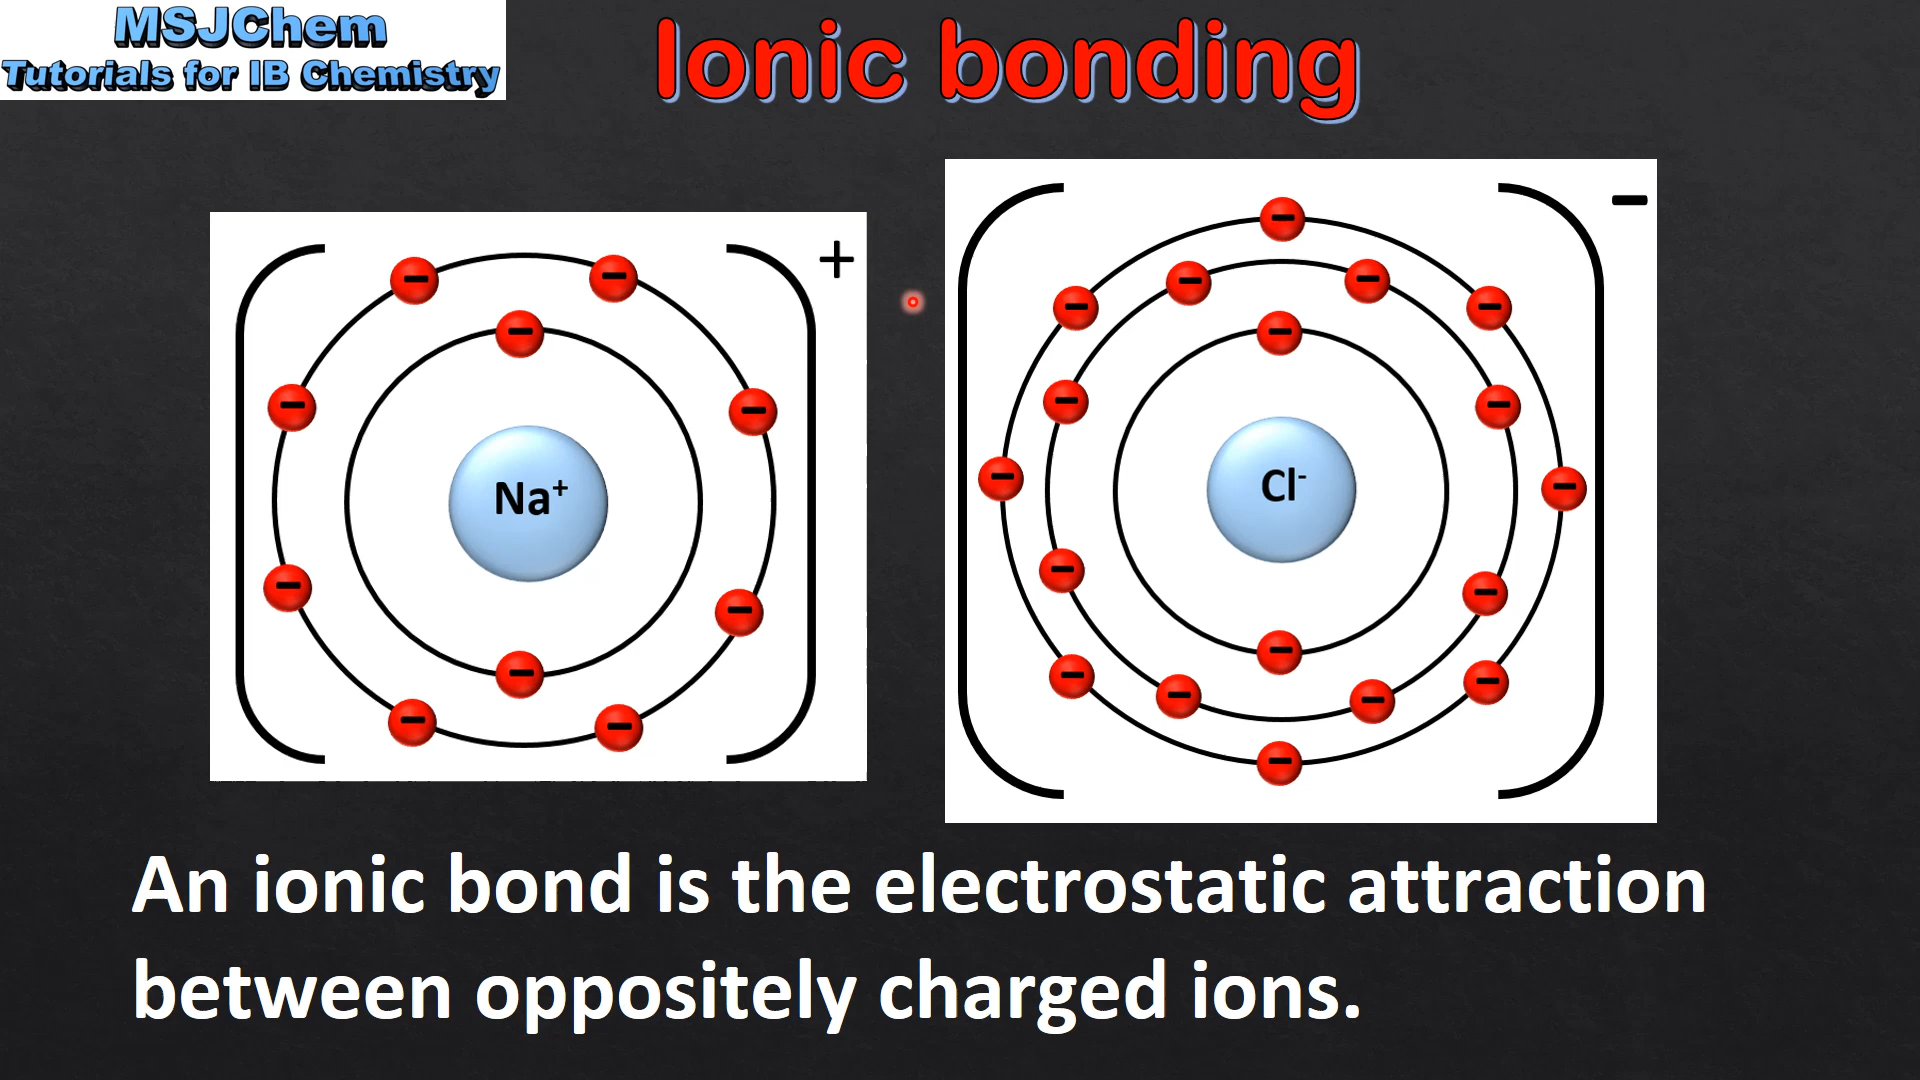 MSJChem
Tutorials for IB Chemistry
Ionic bonding
+
-
Na⁺
Cl⁻
An ionic bond is the electrostatic attraction
between oppositely charged ions.